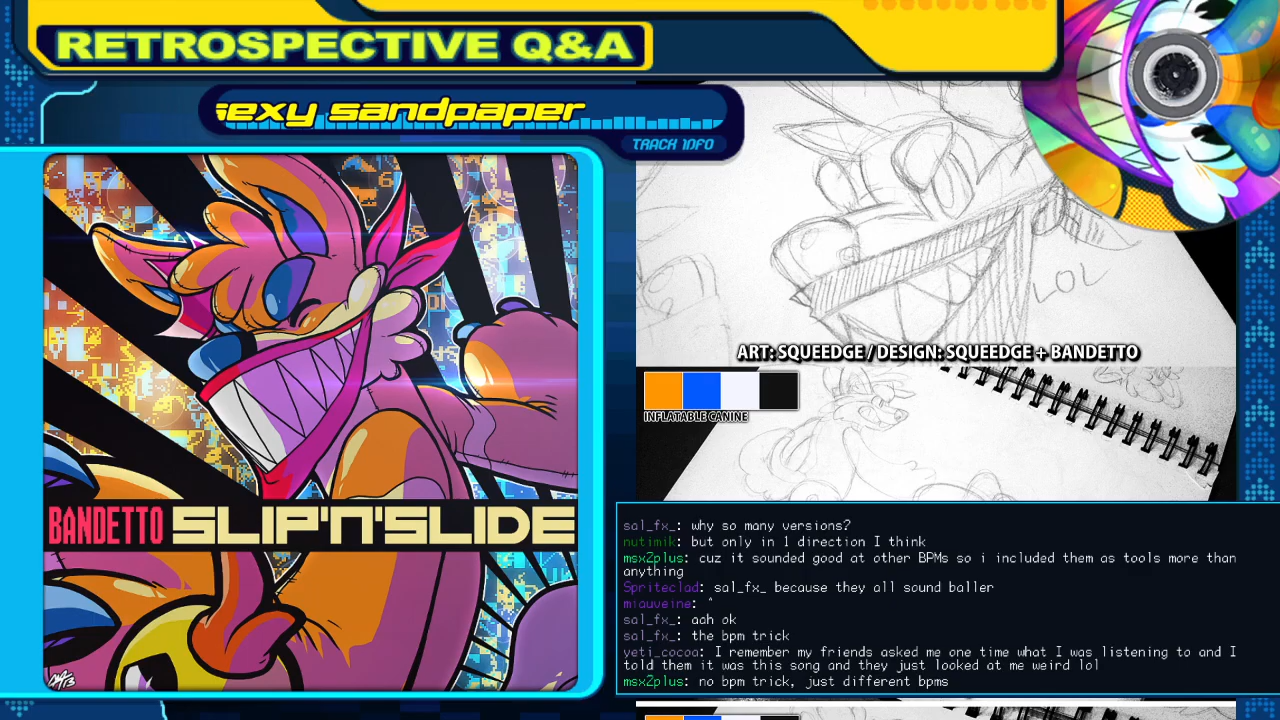 RETROSPECTIVE Q&A
sexy sandpaper
TRACK INFO
LOL
ART: SQUEEDGE / DESIGN: SQUEEDGE + BANDETTO
INFLATABLE CANINE
BANDETTO SLIP'N'SLIDE
sal_fx_: why so many versions?
nutimik: but only in 1 direction I think
msx2plus: cuz it sounded good at other BPMs so i included them as tools more than
anything
Spriteclad: sal_fx_ because they all sound baller
miauveine: ^
sal_fx_: aah ok
sal_fx_: the bpm trick
yeti_cocoa: I remember my friends asked me one time what I was listening to and I
told them it was this song and they just looked at me weird lol
msx2plus: no bpm trick, just different bpms